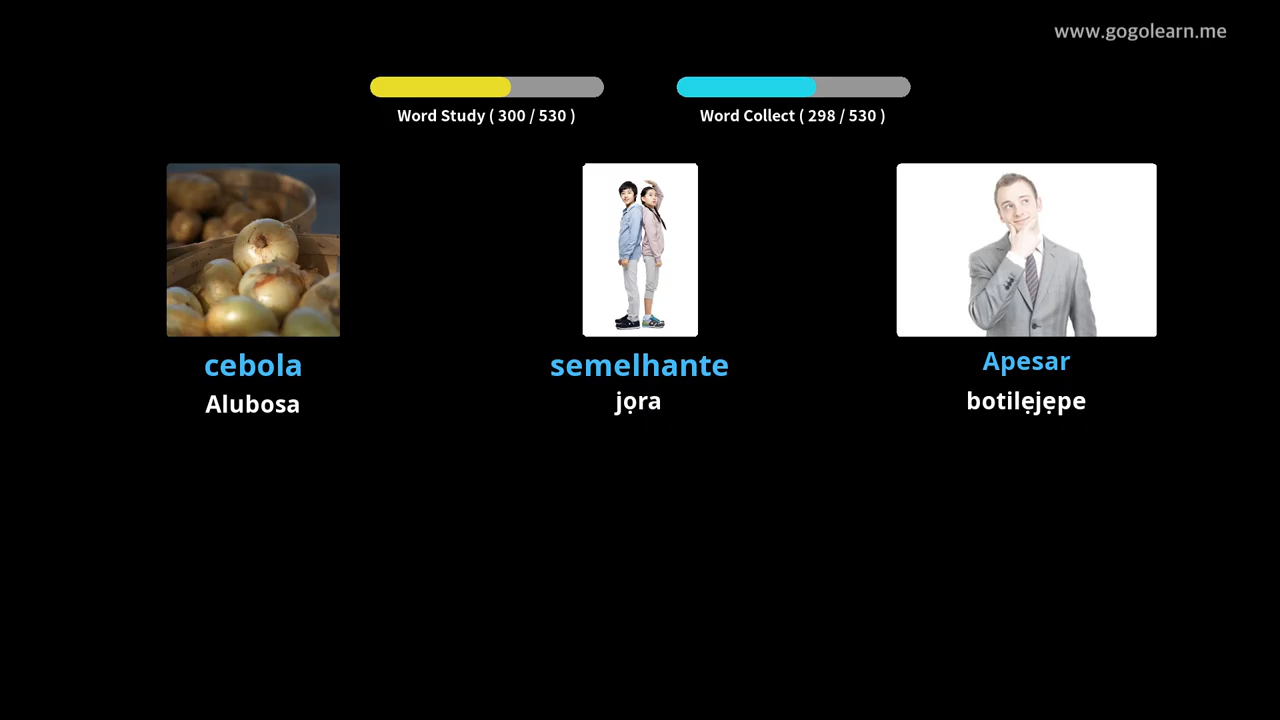 www.gogolearn.me
Word Study ( 300 / 530 )
Word Collect ( 298 / 530 )
cebola
Alubosa
semelhante
jọra
Apesar
botilẹjẹpe